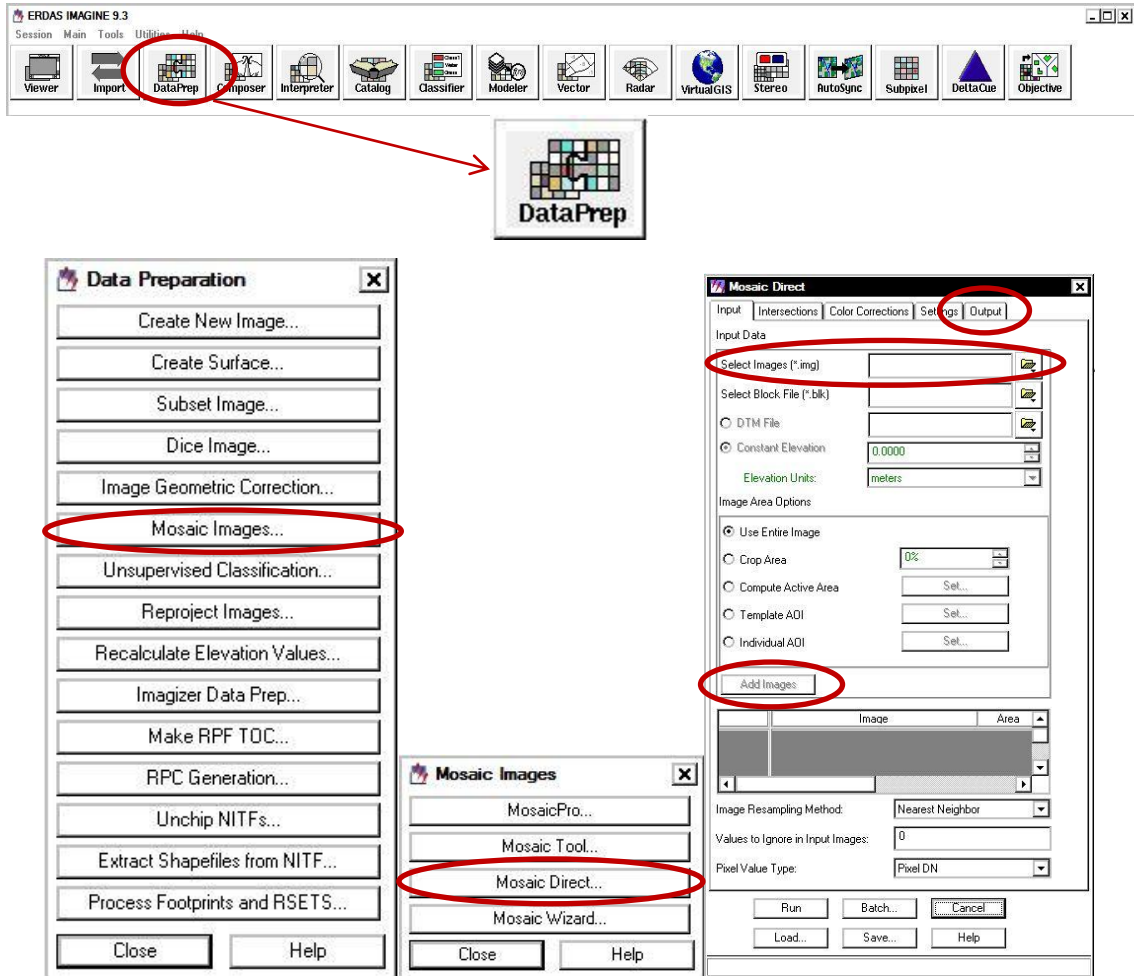 ERDAS IMAGINE 9.3
Session Main Tools Utilities Help
Viewer Import DataPrep Composer Interpreter Catalog Classifier Modeler Vector Radar VirtualGIS Stereo AutoSync Subpixel DeltaCue Objective
DataPrep
Data Preparation
Create New Image...
Create Surface...
Subset Image...
Dice Image...
Image Geometric Correction...
Mosaic Images...
Unsupervised Classification...
Reproject Images...
Recalculate Elevation Values...
Imagizer Data Prep...
Make RPF TOC...
RPC Generation...
Unchip NITFs...
Extract Shapefiles from NITF...
Process Footprints and RSETS...
Close Help
Mosaic Images
MosaicPro...
Mosaic Tool...
Mosaic Direct...
Mosaic Wizard...
Close Help
Mosaic Direct
Input Intersections Color Corrections Settings Output
Input Data
Select Images (*.img)
Select Block File (*.blk)
DTM File
Constant Elevation 0.0000
Elevation Units: meters
Image Area Options
Use Entire Image
Crop Area 0%
Compute Active Area Set...
Template AOI Set...
Individual AOI Set...
Add Images
Image Area
Image Resampling Method: Nearest Neighbor
Values to Ignore in Input Images: 0
Pixel Value Type: Pixel DN
Run Batch... Cancel
Load... Save... Help